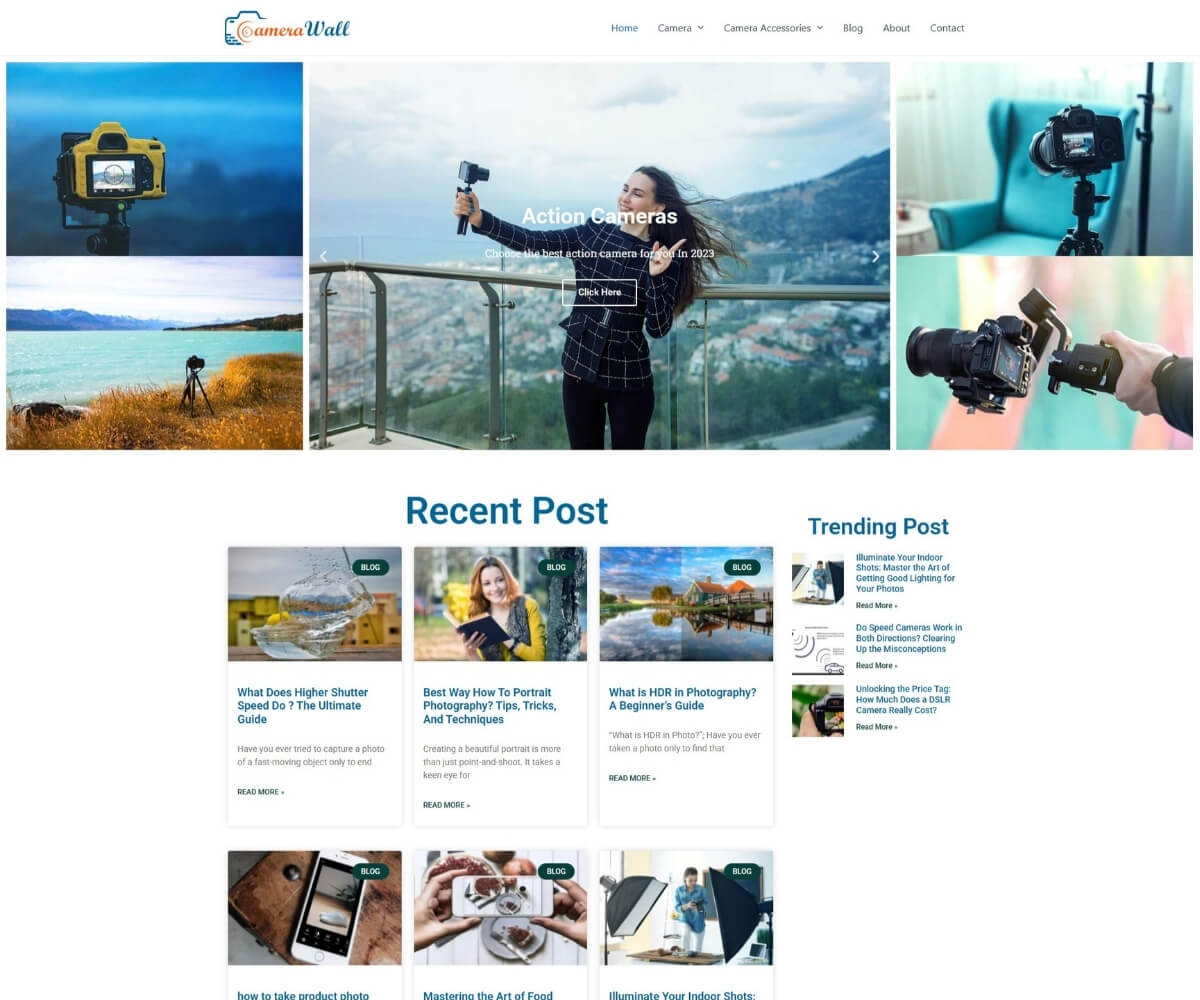 CameraWall
Home
Camera
Camera Accessories
Blog
About
Contact
Action Cameras
Choose the best action camera for you In 2023
Click Here
Recent Post
BLOG
What Does Higher Shutter
Speed Do ? The Ultimate
Guide
Have you ever tried to capture a photo
of a fast-moving object only to end
READ MORE »
BLOG
Best Way How To Portrait
Photography? Tips, Tricks,
And Techniques
Creating a beautiful portrait is more
than just point-and-shoot. It takes a
keen eye for
READ MORE »
BLOG
What is HDR in Photography?
A Beginner's Guide
“What is HDR in Photo?”; Have you ever
taken a photo only to find that
READ MORE »
BLOG
how to take product photo
BLOG
Mastering the Art of Food
BLOG
Illuminate Your Indoor Shots:
Trending Post
Illuminate Your Indoor
Shots: Master the Art of
Getting Good Lighting for
Your Photos
Read More »
Do Speed Cameras Work in
Both Directions? Clearing
Up the Misconceptions
Read More »
Unlocking the Price Tag:
How Much Does a DSLR
Camera Really Cost?
Read More »